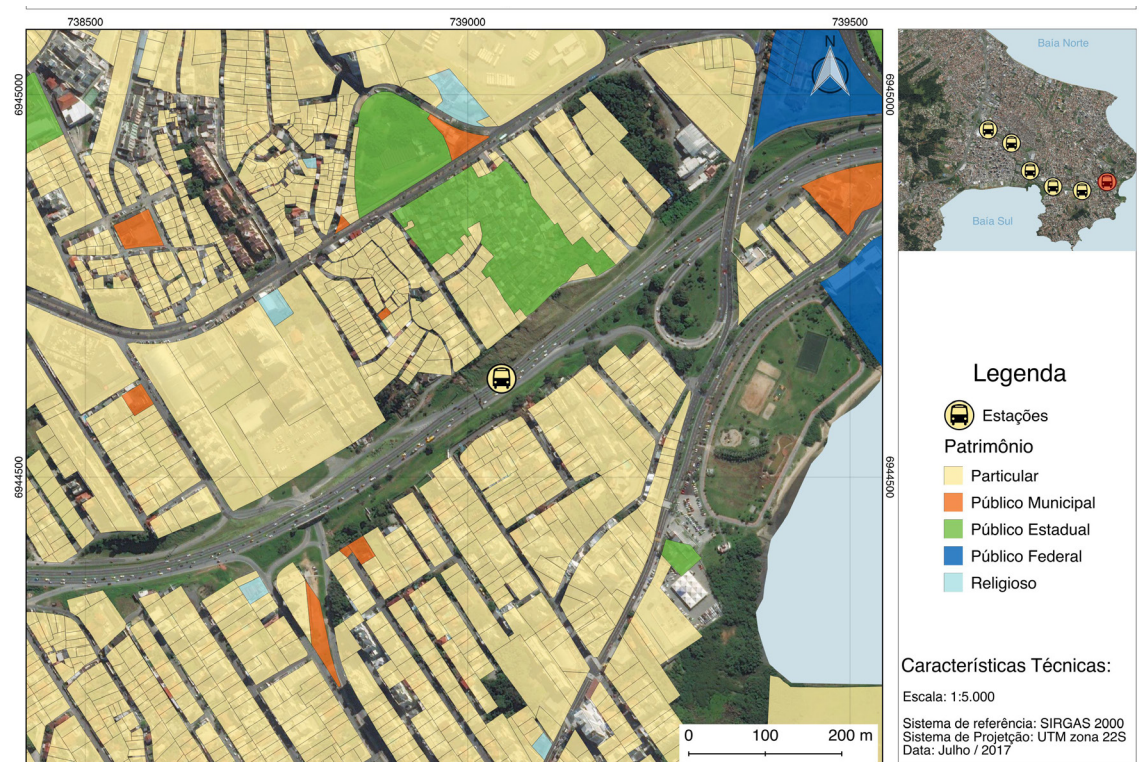 738500
739000
739500
6945000
6945000
N
6944500
6944500
0 100 200 m
Baía Norte
Baía Sul
Legenda
Estações
Patrimônio
Particular
Público Municipal
Público Estadual
Público Federal
Religioso
Características Técnicas:
Escala: 1:5.000
Sistema de referência: SIRGAS 2000
Sistema de Projetção: UTM zona 22S
Data: Julho / 2017